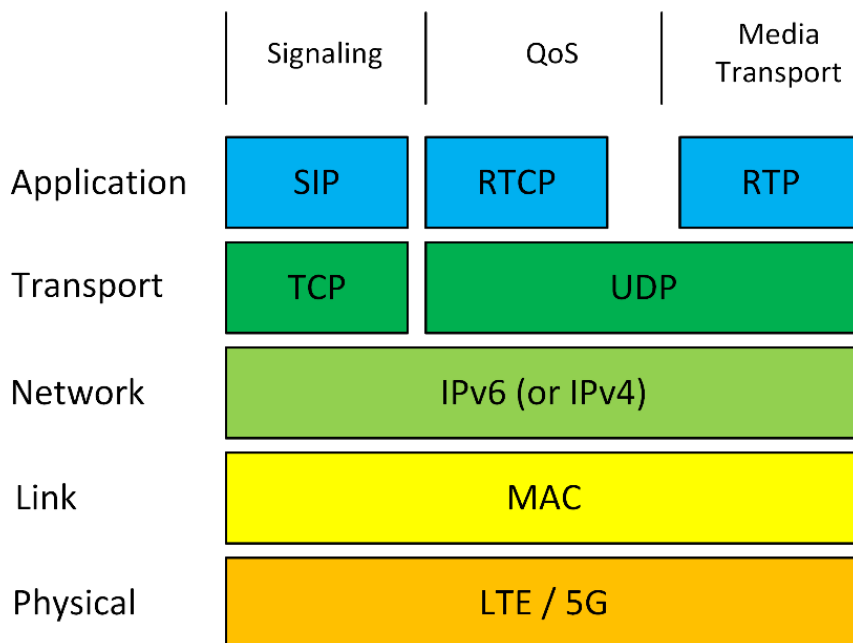 Signaling
QoS
Media
Transport
Application
SIP
RTCP
RTP
Transport
TCP
UDP
Network
IPv6 (or IPv4)
Link
MAC
Physical
LTE / 5G